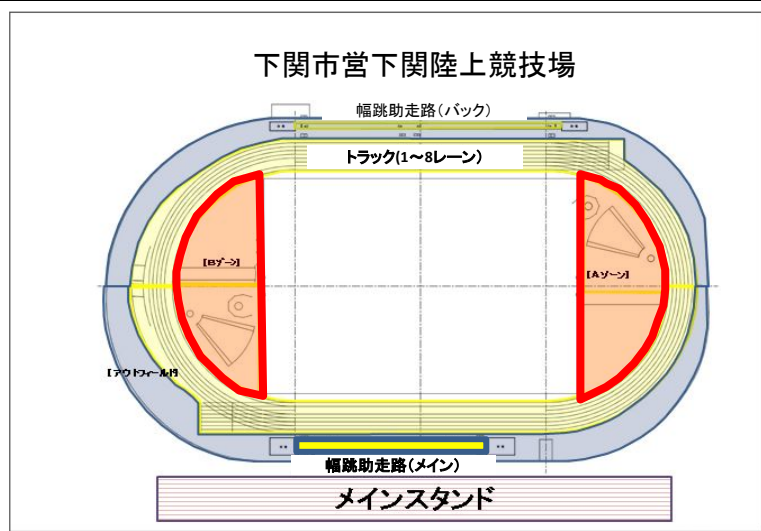 下関市営下関陸上競技場
幅跳助走路(バック)
トラック(1~8レーン)
[Bゾーン]
[Aゾーン]
[アウトフィールド]
幅跳助走路(メイン)
メインスタンド